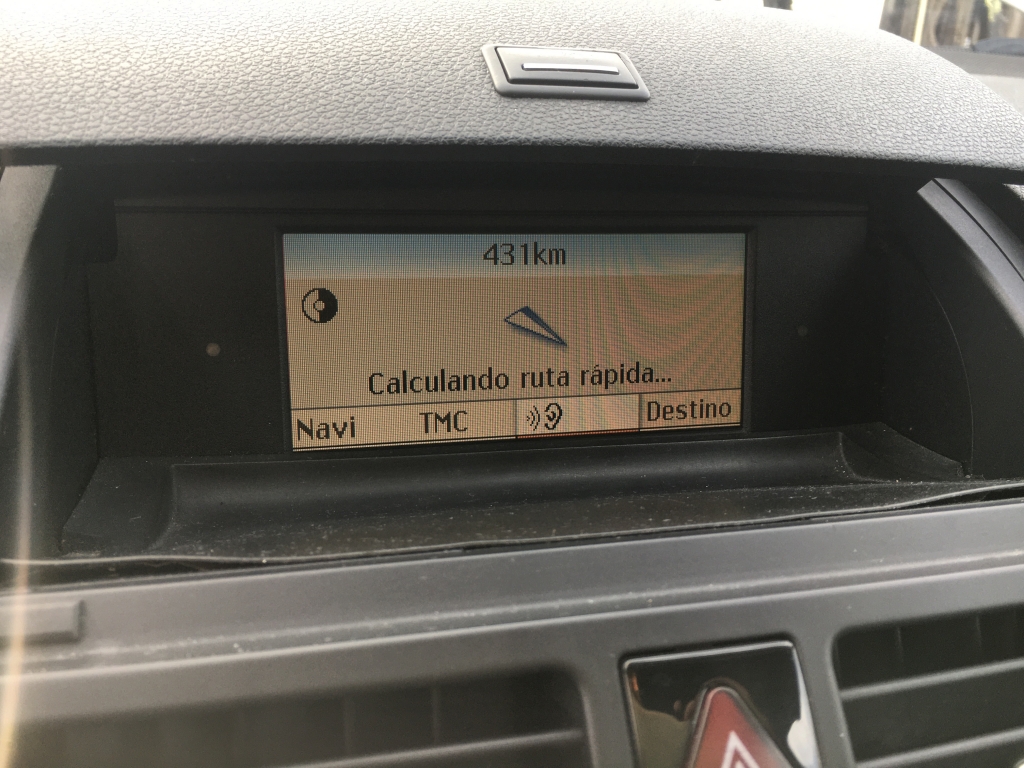 431km
Calculando ruta rápida...
Navi TMC Destino